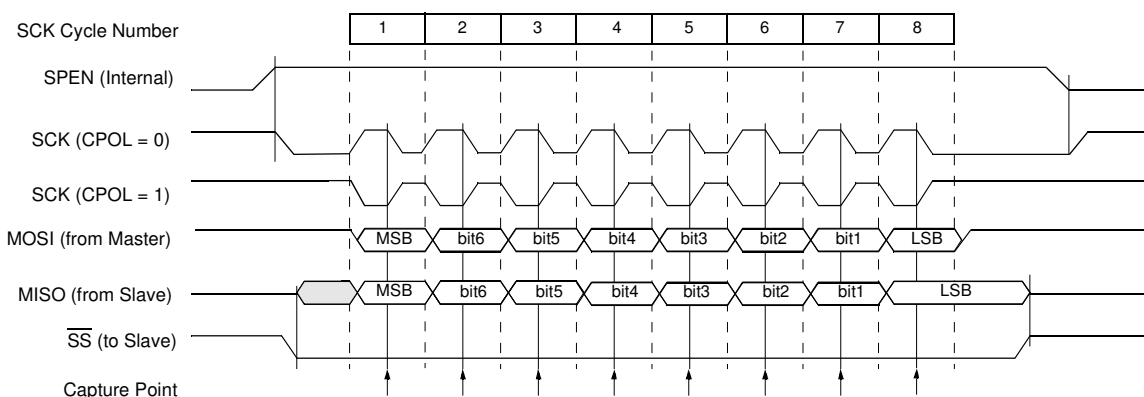 SCK Cycle Number 1 2 3 4 5 6 7 8
SPEN (Internal)
SCK (CPOL = 0)
SCK (CPOL = 1)
MOSI (from Master) MSB bit6 bit5 bit4 bit3 bit2 bit1 LSB
MISO (from Slave) MSB bit6 bit5 bit4 bit3 bit2 bit1 LSB
SS (to Slave)
Capture Point